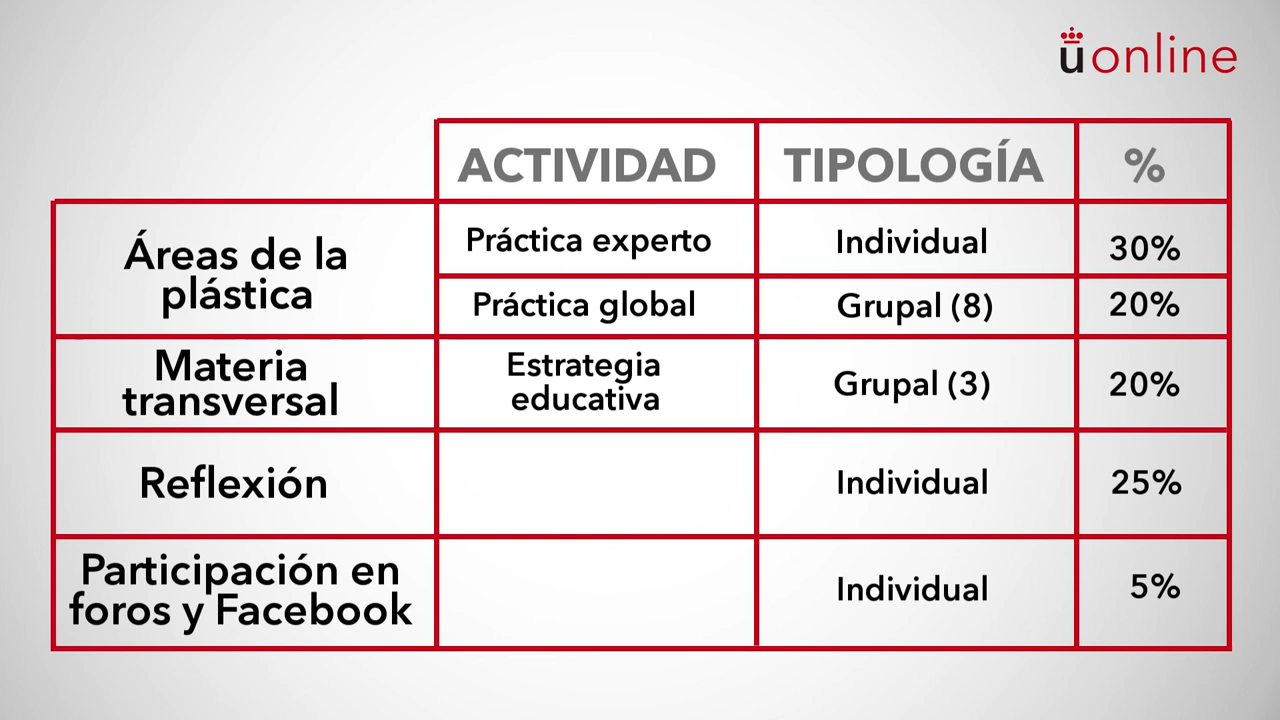 ūonline
ACTIVIDAD TIPOLOGÍA %
Áreas de la
plástica
Práctica experto Individual 30%
Práctica global Grupal (8) 20%
Materia
transversal
Estrategia
educativa
Grupal (3) 20%
Reflexión Individual 25%
Participación en
foros y Facebook
Individual 5%